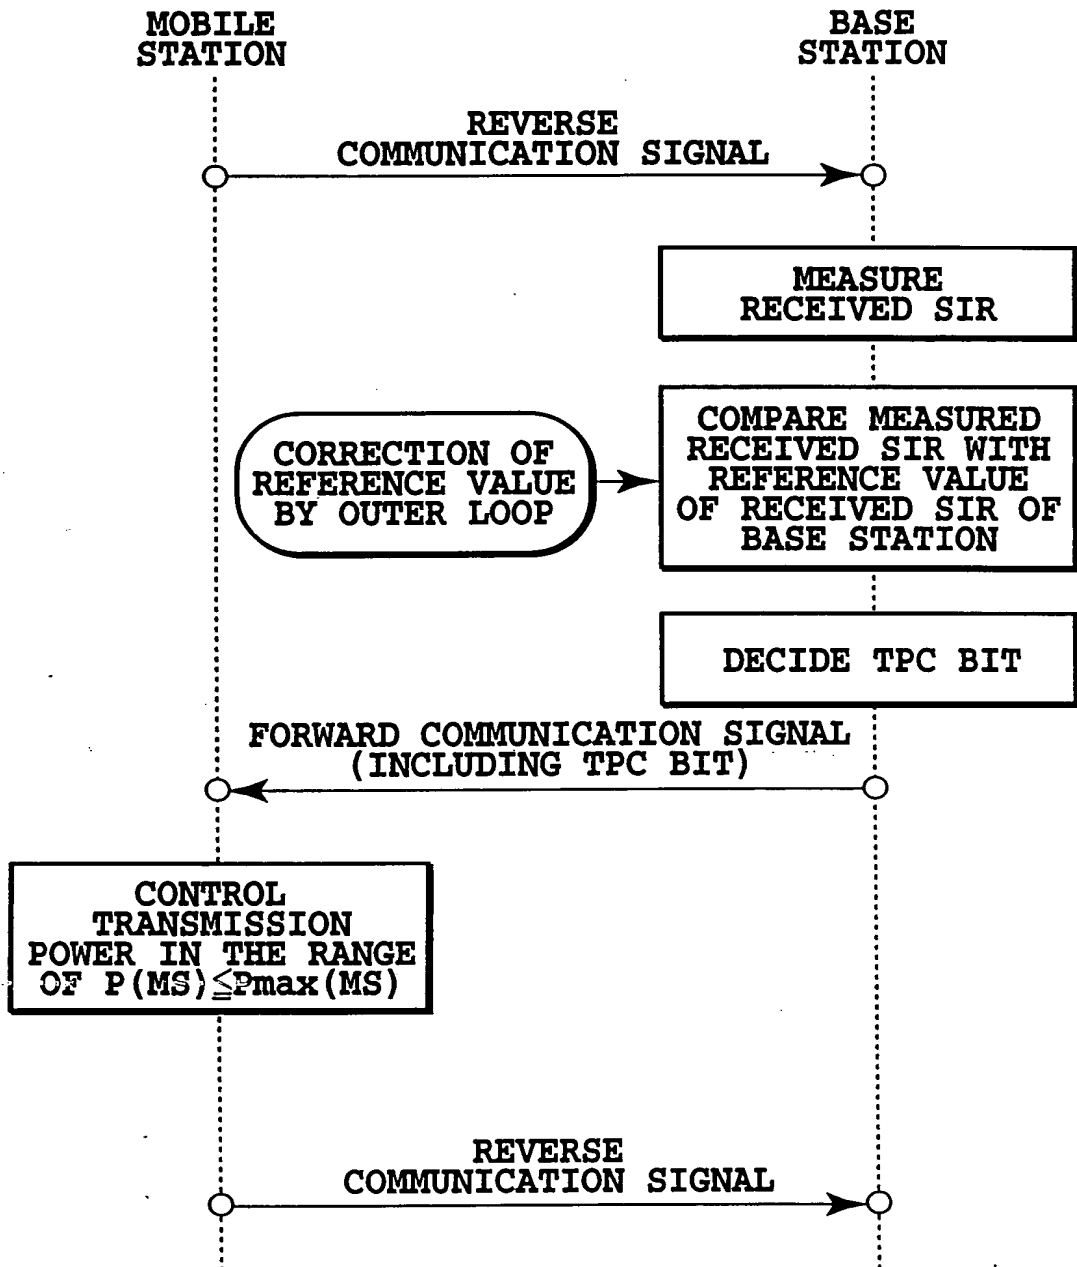 MOBILE
STATION
BASE
STATION
REVERSE
COMMUNICATION SIGNAL
MEASURE
RECEIVED SIR
CORRECTION OF
REFERENCE VALUE
BY OUTER LOOP
COMPARE MEASURED
RECEIVED SIR WITH
REFERENCE VALUE
OF RECEIVED SIR OF
BASE STATION
DECIDE TPC BIT
FORWARD COMMUNICATION SIGNAL
(INCLUDING TPC BIT)
CONTROL
TRANSMISSION
POWER IN THE RANGE
OF P(MS)≦Pmax(MS)
REVERSE
COMMUNICATION SIGNAL